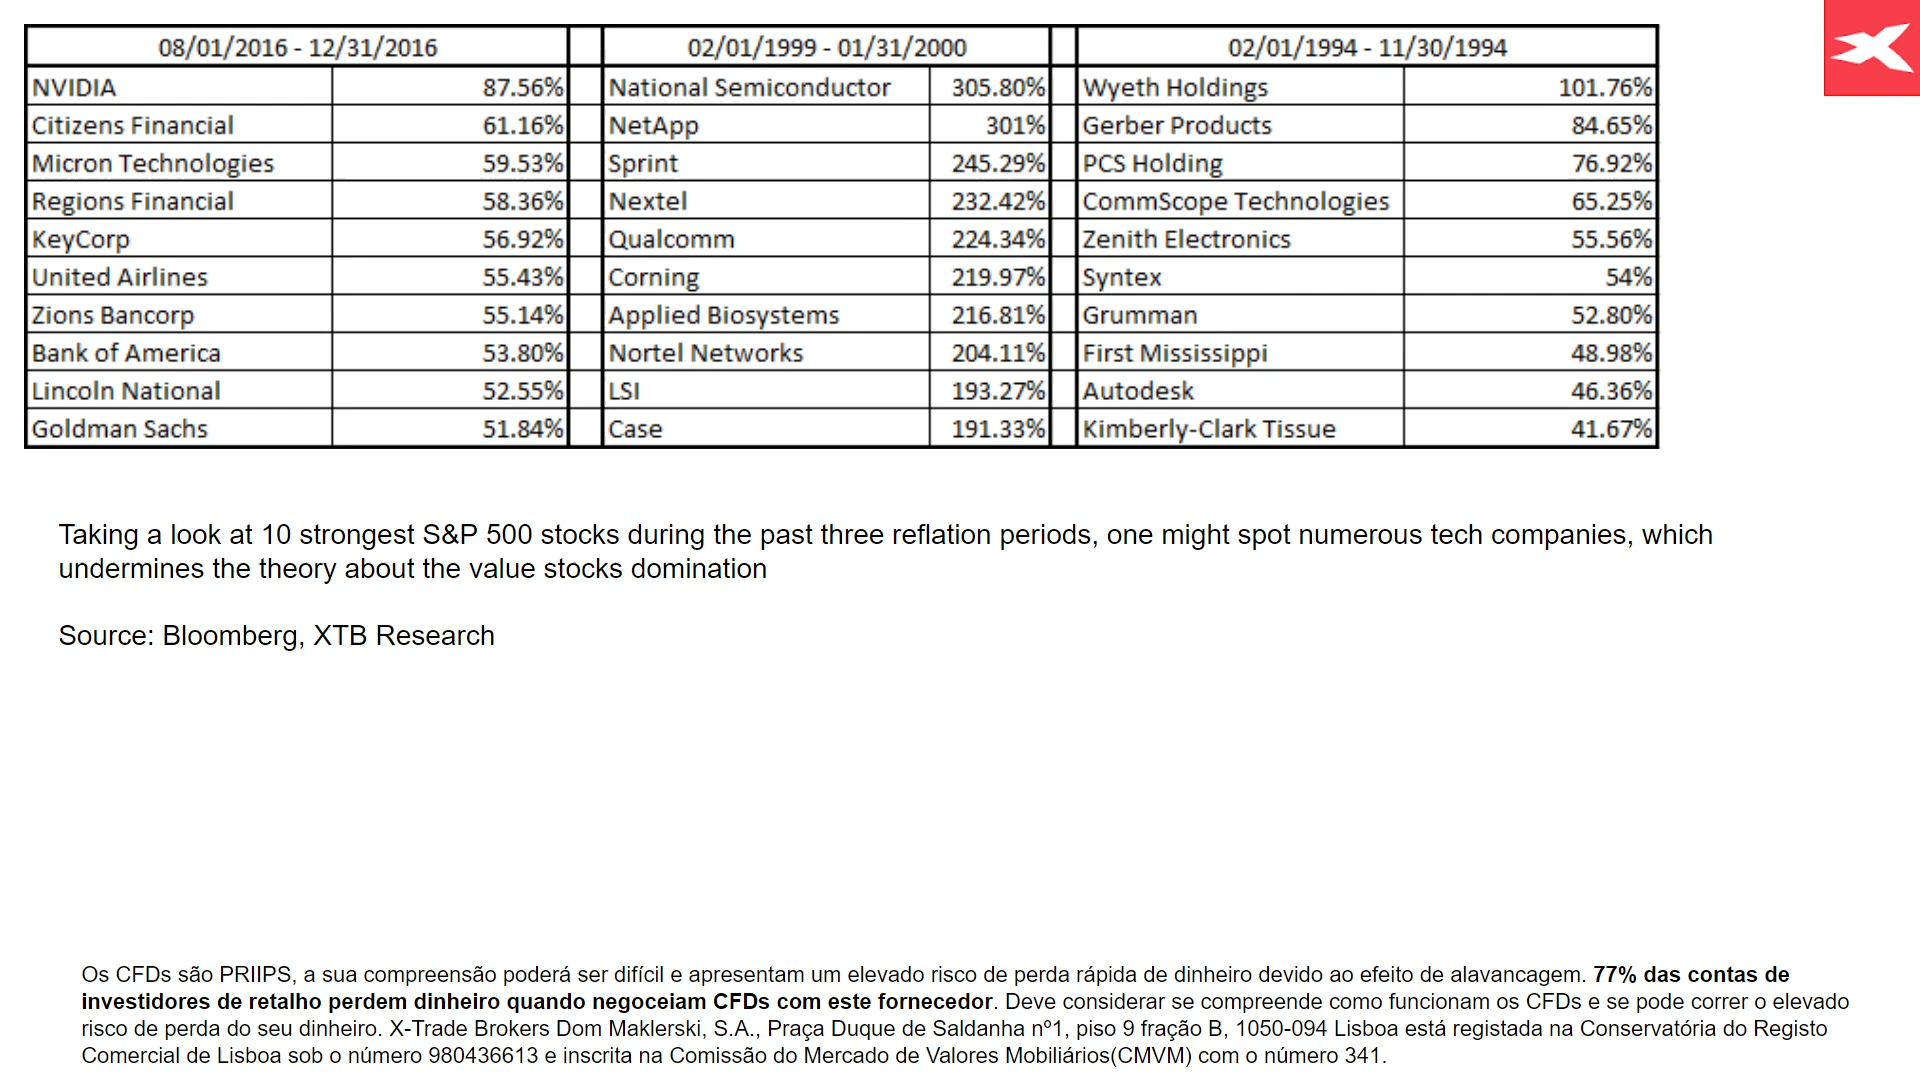 08/01/2016 - 12/31/2016 02/01/1999 - 01/31/2000 02/01/1994 - 11/30/1994
NVIDIA 87.56% National Semiconductor 305.80% Wyeth Holdings 101.76%
Citizens Financial 61.16% NetApp 301% Gerber Products 84.65%
Micron Technologies 59.53% Sprint 245.29% PCS Holding 76.92%
Regions Financial 58.36% Nextel 232.42% CommScope Technologies 65.25%
KeyCorp 56.92% Qualcomm 224.34% Zenith Electronics 55.56%
United Airlines 55.43% Corning 219.97% Syntex 54%
Zions Bancorp 55.14% Applied Biosystems 216.81% Grumman 52.80%
Bank of America 53.80% Nortel Networks 204.11% First Mississippi 48.98%
Lincoln National 52.55% LSI 193.27% Autodesk 46.36%
Goldman Sachs 51.84% Case 191.33% Kimberly-Clark Tissue 41.67%
Taking a look at 10 strongest S&P 500 stocks during the past three reflation periods, one might spot numerous tech companies, which
undermines the theory about the value stocks domination
Source: Bloomberg, XTB Research
Os CFDs são PRIIPS, a sua compreensão poderá ser difícil e apresentam um elevado risco de perda rápida de dinheiro devido ao efeito de alavancagem. 77% das contas de
investidores de retalho perdem dinheiro quando negoceiam CFDs com este fornecedor. Deve considerar se compreende como funcionam os CFDs e se pode correr o elevado
risco de perda do seu dinheiro. X-Trade Brokers Dom Maklerski, S.A., Praça Duque de Saldanha nº1, piso 9 fração B, 1050-094 Lisboa está registada na Conservatória do Registo
Comercial de Lisboa sob o número 980436613 e inscrita na Comissão do Mercado de Valores Mobiliários(CMVM) com o número 341.